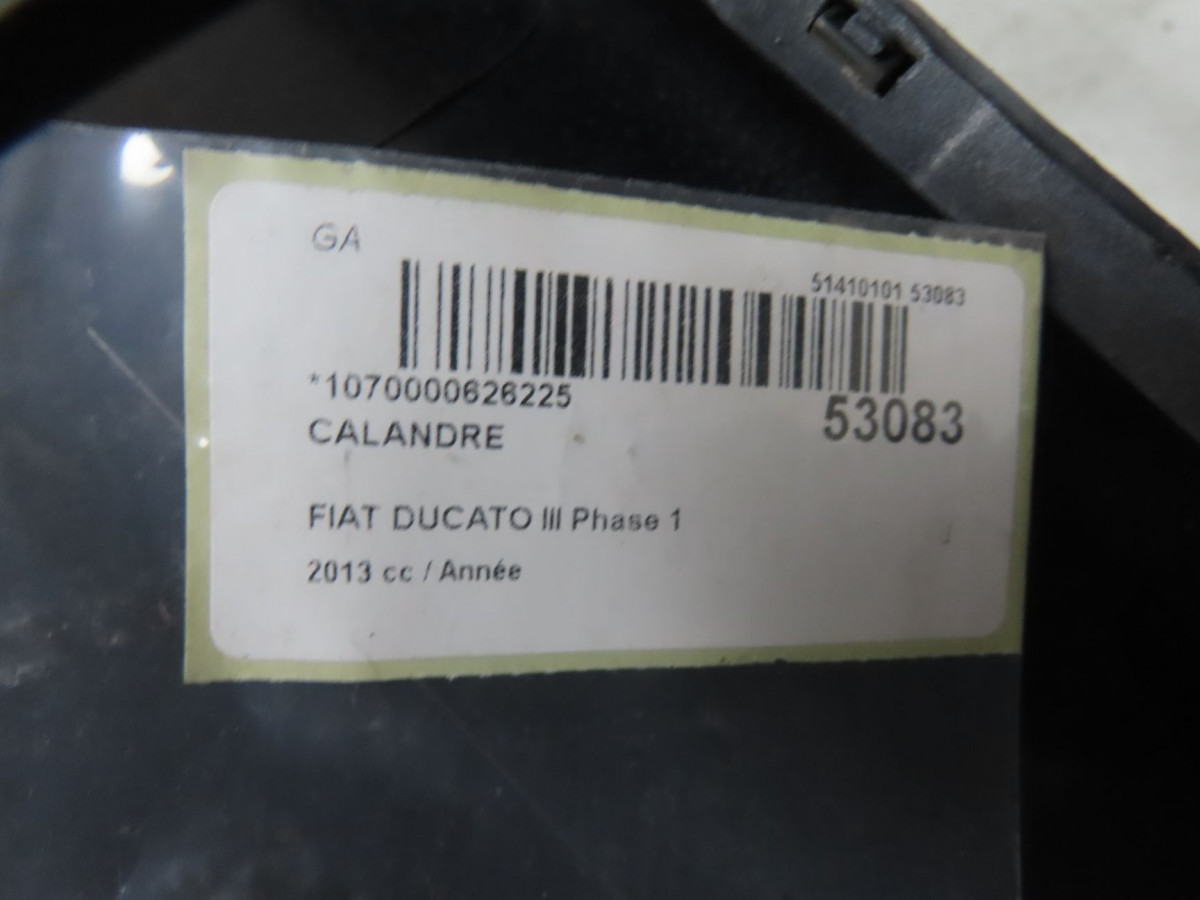 GA
51410101 53083
*1070000626225
53083
CALANDRE
FIAT DUCATO III Phase 1
2013 cc / Année